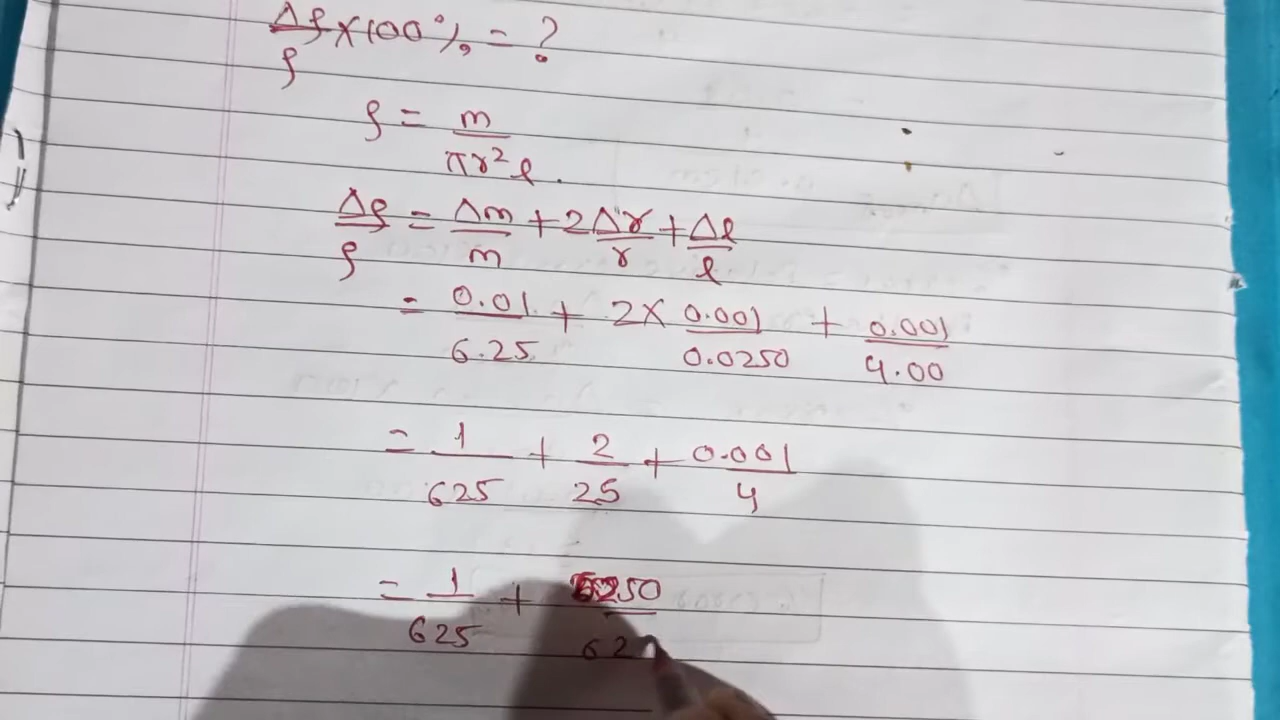 Δρ/ρ × 100% = ?
ρ = m/πr²l.
Δρ/ρ = Δm/m + 2Δr/r + Δl/l
= 0.01/6.25 + 2× 0.001/0.0250 + 0.001/4.00
= 1/625 + 2/25 + 0.001/4
= 1/625 + 50/62